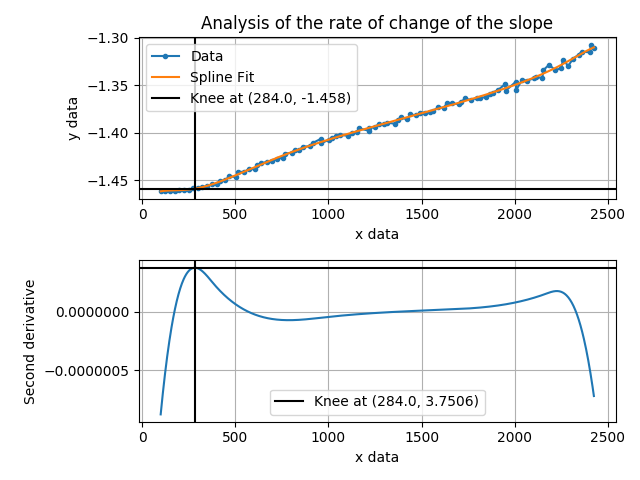 Analysis of the rate of change of the slope
−1.30
−1.35
−1.40
−1.45
y data
Data
Spline Fit
Knee at (284.0, -1.458)
0 500 1000 1500 2000 2500
x data
0.0000000
−0.0000005
Second derivative
Knee at (284.0, 3.7506)
0 500 1000 1500 2000 2500
x data